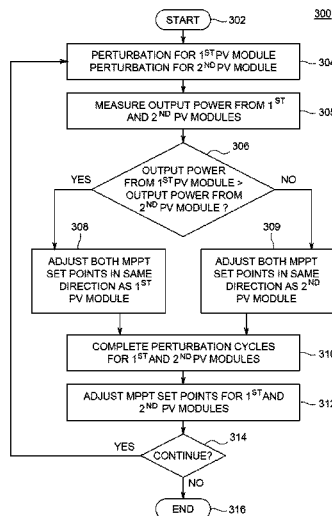 300
START
302
PERTURBATION FOR 1ST PV MODULE
PERTURBATION FOR 2ND PV MODULE
304
MEASURE OUTPUT POWER FROM 1ST
AND 2ND PV MODULES
305
306
OUTPUT POWER
FROM 1ST PV MODULE >
OUTPUT POWER FROM
2ND PV MODULE ?
YES
NO
308
ADJUST BOTH MPPT
SET POINTS IN SAME
DIRECTION AS 1ST
PV MODULE
309
ADJUST BOTH MPPT
SET POINTS IN SAME
DIRECTION AS 2ND
PV MODULE
COMPLETE PERTURBATION CYCLES
FOR 1ST AND 2ND PV MODULES
310
ADJUST MPPT SET POINTS FOR 1ST AND
2ND PV MODULES
312
314
YES
CONTINUE?
NO
END
316